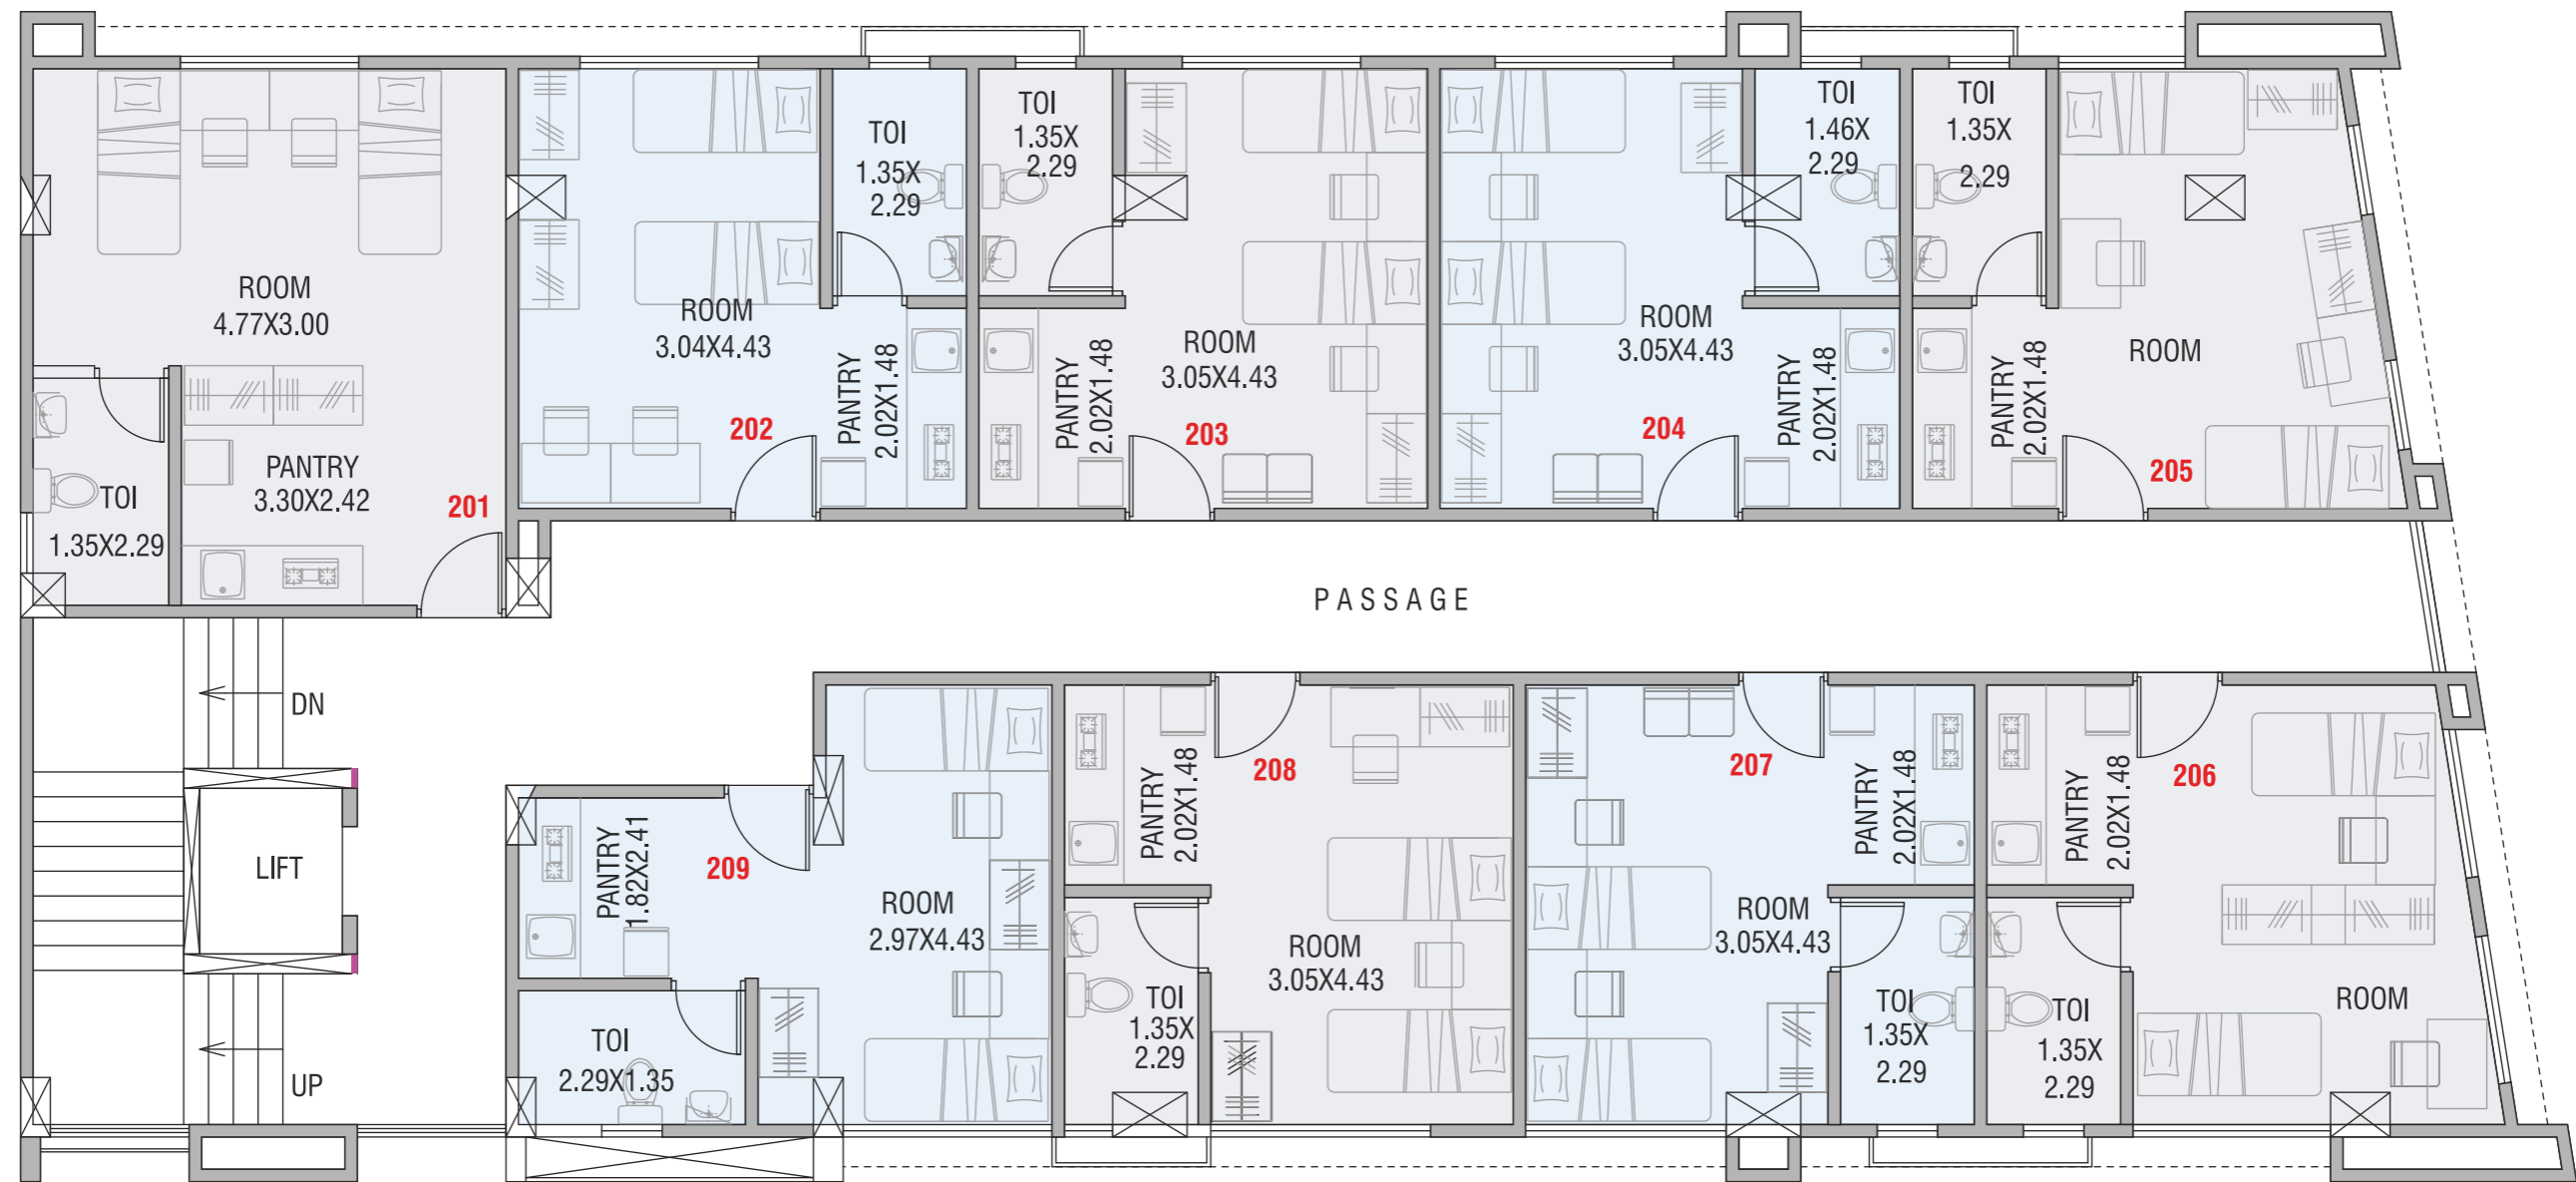 ROOM
4.77X3.00
TOI
1.35X2.29
PANTRY
3.30X2.42
201
ROOM
3.04X4.43
TOI
1.35X
2.29
PANTRY
2.02X1.48
202
TOI
1.35X
2.29
ROOM
3.05X4.43
PANTRY
2.02X1.48
203
ROOM
3.05X4.43
TOI
1.46X
2.29
PANTRY
2.02X1.48
204
TOI
1.35X
2.29
ROOM
PANTRY
2.02X1.48
205
PASSAGE
DN
LIFT
UP
PANTRY
1.82X2.41
209
ROOM
2.97X4.43
TOI
2.29X1.35
PANTRY
2.02X1.48
208
ROOM
3.05X4.43
TOI
1.35X
2.29
207
PANTRY
2.02X1.48
ROOM
3.05X4.43
TOI
1.35X
2.29
PANTRY
2.02X1.48
206
ROOM
TOI
1.35X
2.29